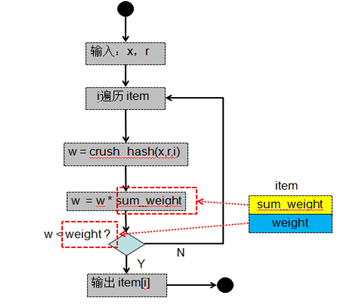 输入：x，r
i遍历 item
w = crush_hash(x,r,i)
item
w = w * sum_weight
sum_weight
weight
w < weight？
N
Y
输出 item[i]